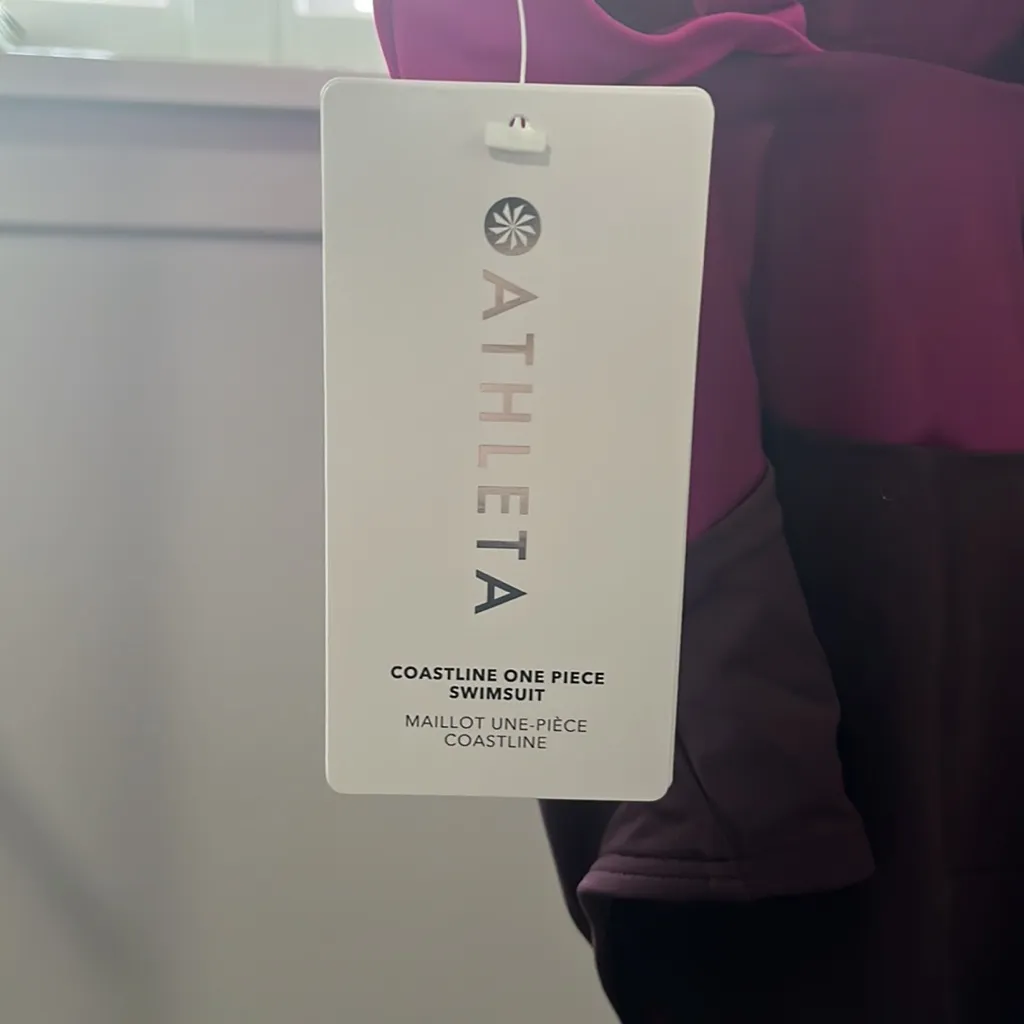 ATHLETA
COASTLINE ONE PIECE
SWIMSUIT
MAILLOT UNE-PIÈCE
COASTLINE